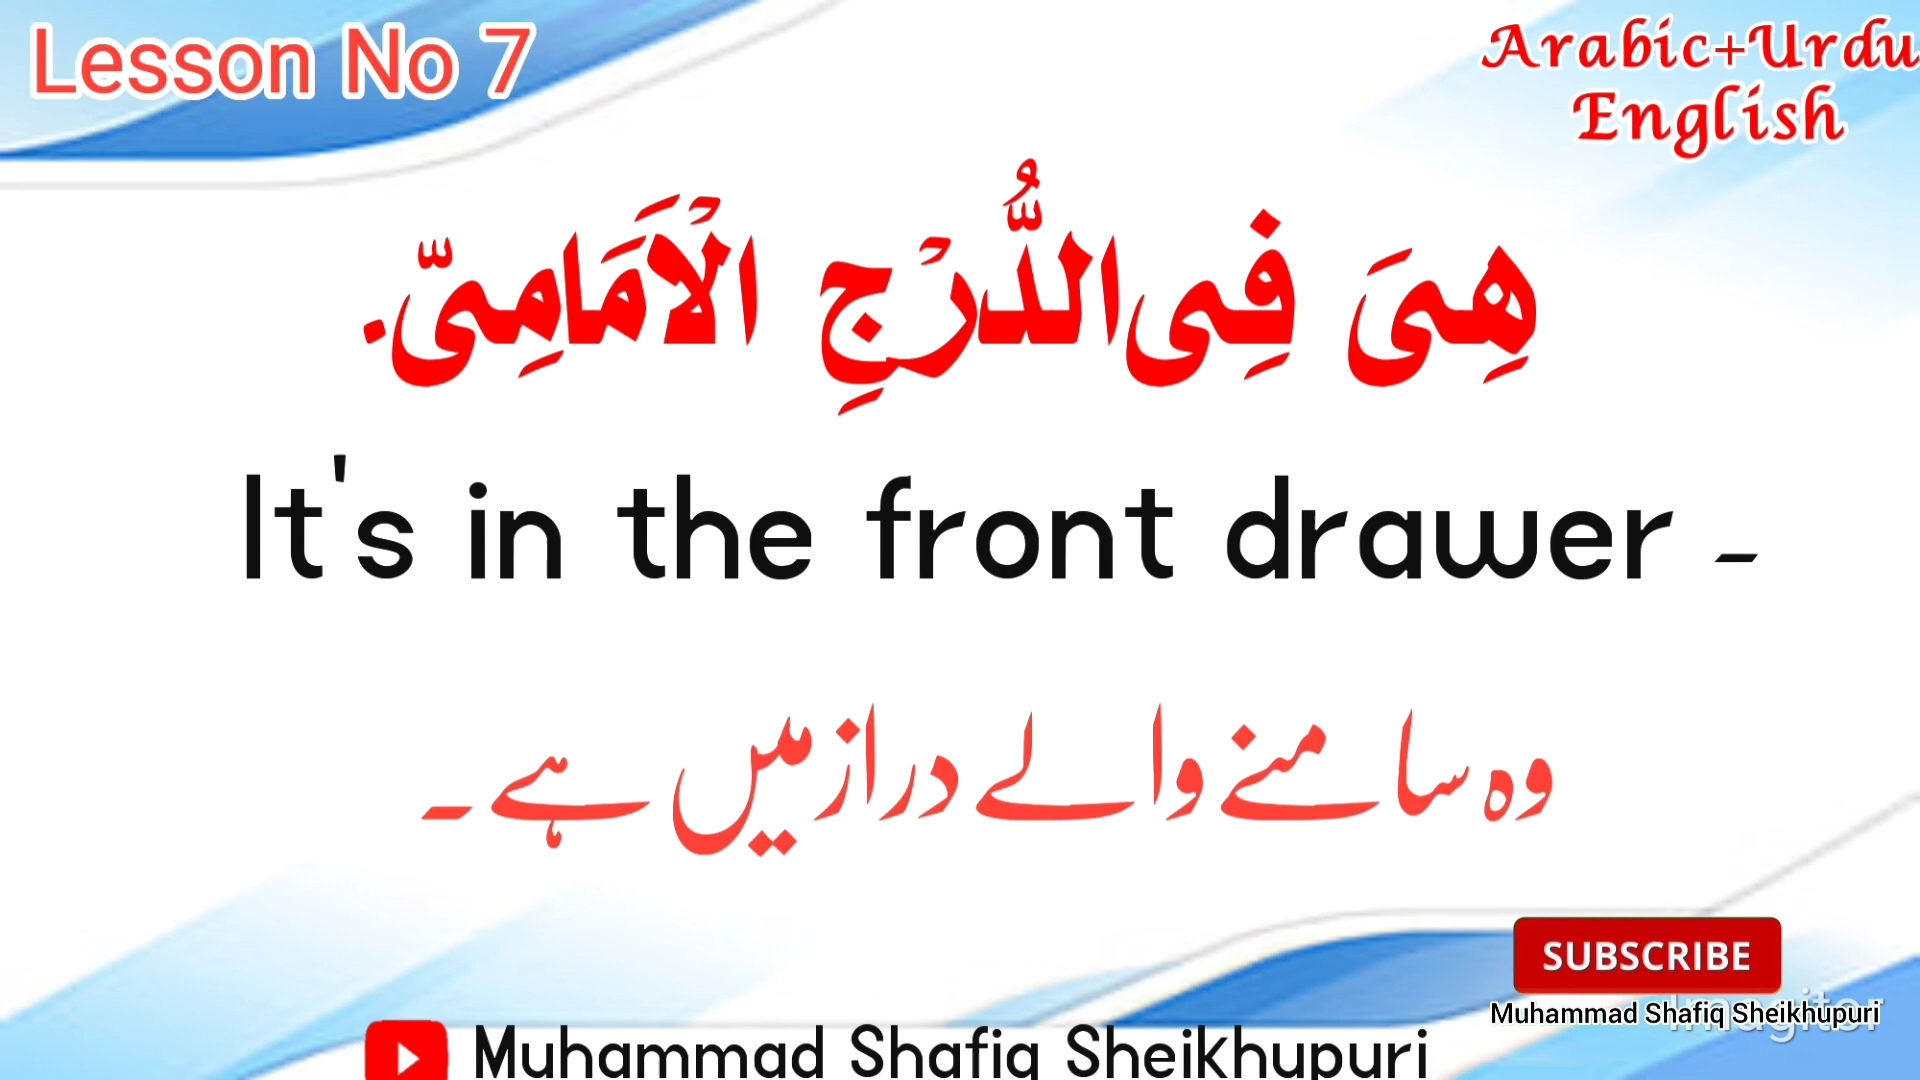 Lesson No 7
Arabic+Urdu
English
هِیَ فِی الدُّرْجِ الْاَمَامِیّ.
It's in the front drawer -
وہ سامنے والے دراز میں ہے ۔
SUBSCRIBE
Muhammad Shafiq Sheikhupuri
Imagitor
Muhammad Shafiq Sheikhupuri